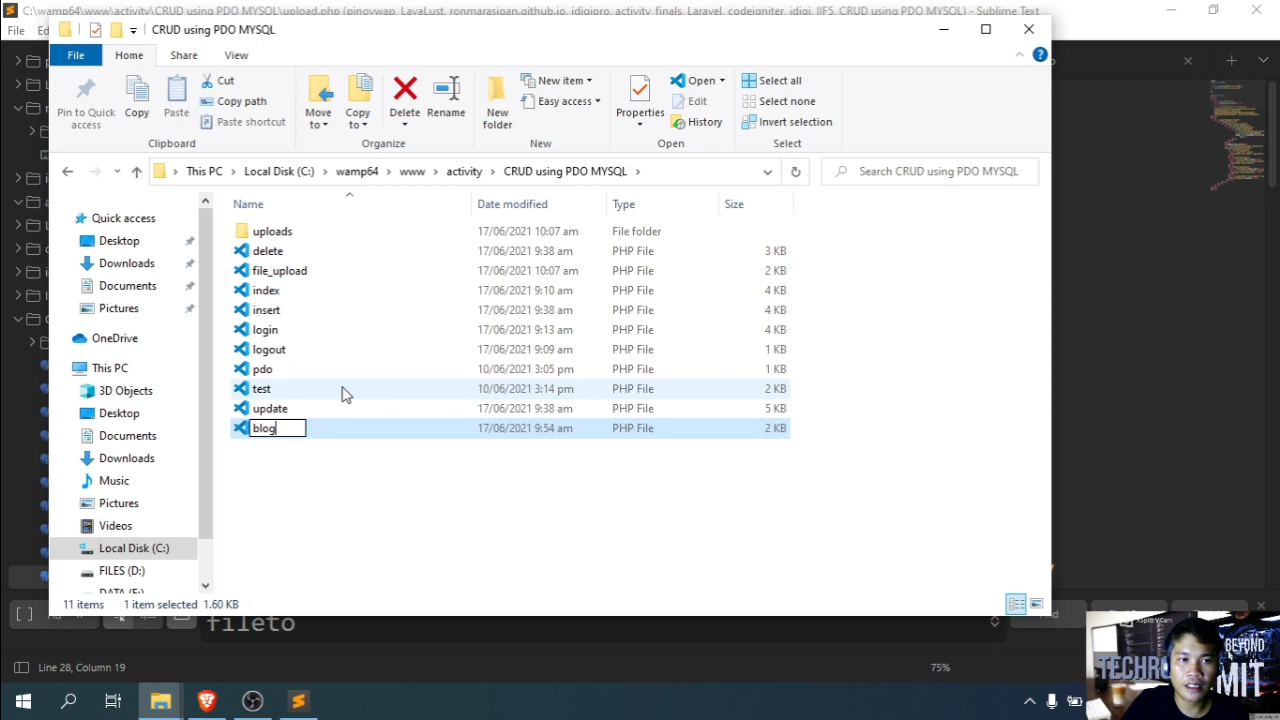 C:\wamp64\www\activity\CRUD using PDO MYSQL\upload.php (pinoywap, LavaLust, ronmarasigan.github.io, idigipro, activity_finals, Laravel, codeigniter, idigi, IJF5, CRUD using PDO MYSQL) - Sublime Text
CRUD using PDO MYSQL
File
File Home Share View
Pin to Quick access
Copy
Paste
Cut
Copy path
Paste shortcut
Move to
Copy to
Delete
Rename
New folder
New item
Easy access
Properties
Open
Edit
History
Select all
Select none
Invert selection
Clipboard Organize New Open Select
This PC > Local Disk (C:) > wamp64 > www > activity > CRUD using PDO MYSQL >
Search CRUD using PDO MYSQL
Name Date modified Type Size
uploads 17/06/2021 10:07 am File folder
delete 17/06/2021 9:38 am PHP File 3 KB
file_upload 17/06/2021 10:07 am PHP File 2 KB
index 17/06/2021 9:10 am PHP File 4 KB
insert 17/06/2021 9:38 am PHP File 4 KB
login 17/06/2021 9:13 am PHP File 4 KB
logout 17/06/2021 9:09 am PHP File 1 KB
pdo 10/06/2021 3:05 pm PHP File 1 KB
test 10/06/2021 3:14 pm PHP File 2 KB
update 17/06/2021 9:38 am PHP File 5 KB
blog 17/06/2021 9:54 am PHP File 2 KB
Quick access
Desktop
Downloads
Documents
Pictures
OneDrive
This PC
3D Objects
Desktop
Documents
Downloads
Music
Pictures
Videos
Local Disk (C:)
FILES (D:)
DATA (E:)
11 items 1 item selected 1.60 KB
fileto
Find
Line 28, Column 19
75%
XSplit VCam
BEYOND
MIT